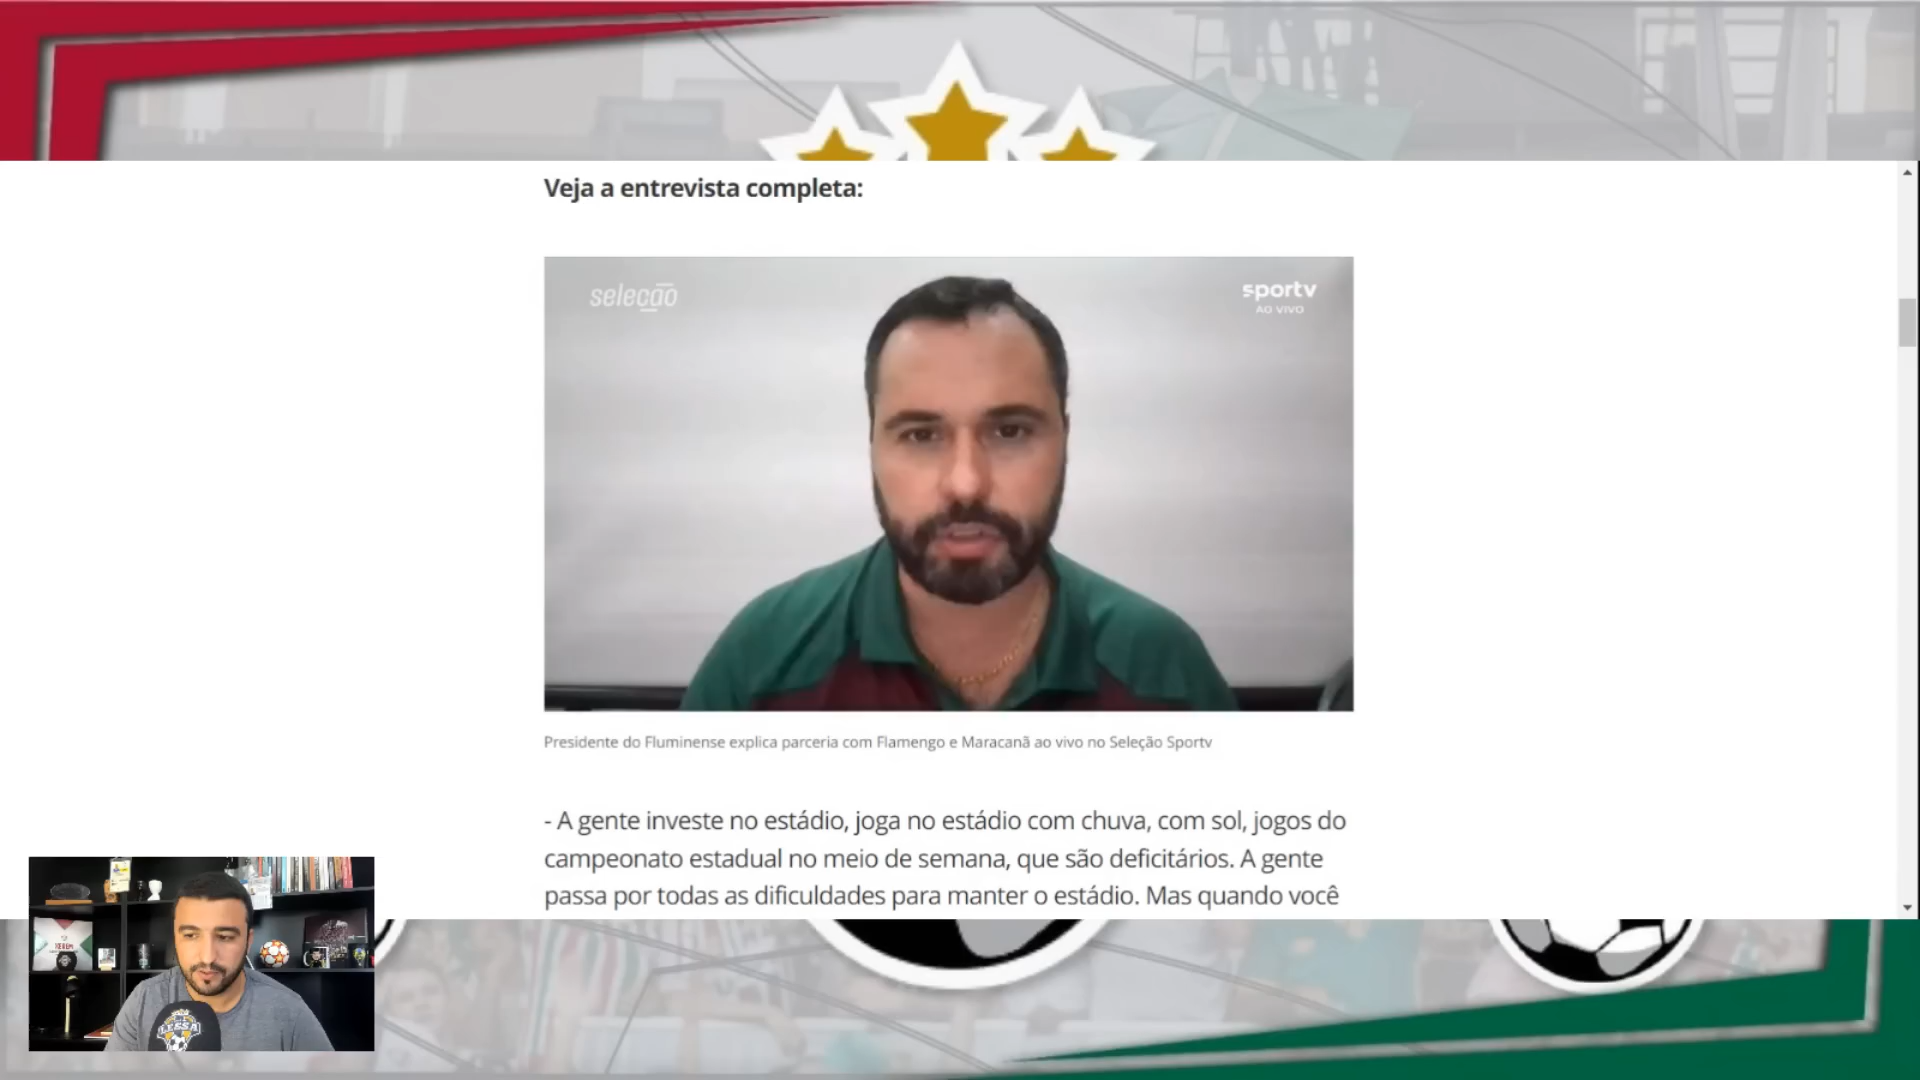 Veja a entrevista completa:
seleção
sportv
AO VIVO
Presidente do Fluminense explica parceria com Flamengo e Maracanã ao vivo no Seleção Sportv
- A gente investe no estádio, joga no estádio com chuva, com sol, jogos do
campeonato estadual no meio de semana, que são deficitários. A gente
passa por todas as dificuldades para manter o estádio. Mas quando você
LESSA